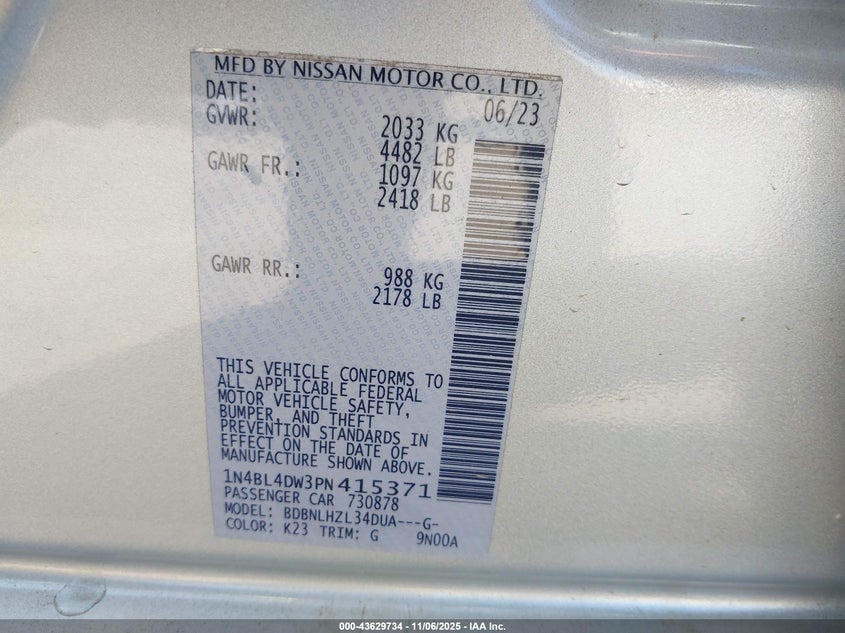 MFD BY NISSAN MOTOR CO., LTD.
DATE: 06/23
GVWR: 2033 KG
4482 LB
GAWR FR.: 1097 KG
2418 LB
GAWR RR.: 988 KG
2178 LB
THIS VEHICLE CONFORMS TO
ALL APPLICABLE FEDERAL
MOTOR VEHICLE SAFETY,
BUMPER, AND THEFT
PREVENTION STANDARDS IN
EFFECT ON THE DATE OF
MANUFACTURE SHOWN ABOVE.
1N4BL4DW3PN415371
PASSENGER CAR 730878
MODEL: BDBNLHZL34DUA---G-
COLOR: K23 TRIM: G 9N00A
000-43629734 - 11/06/2025 - IAA Inc.